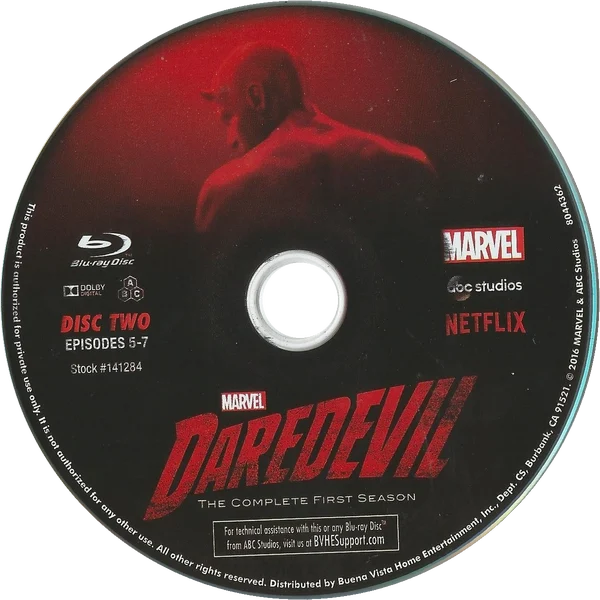 Blu-ray Disc™
DOLBY
DIGITAL
A
B C
DISC TWO
EPISODES 5-7
Stock #141284
MARVEL
abc studios
NETFLIX
MARVEL
DAREDEVIL
THE COMPLETE FIRST SEASON
For technical assistance with this or any Blu-ray Disc™
from ABC Studios, visit us at BVHESupport.com
This product is authorized for private use only. It is not authorized for any other use. All other rights reserved. Distributed by Buena Vista Home Entertainment, Inc., Dept. CS, Burbank, CA 91521. © 2016 MARVEL & ABC Studios 8044362